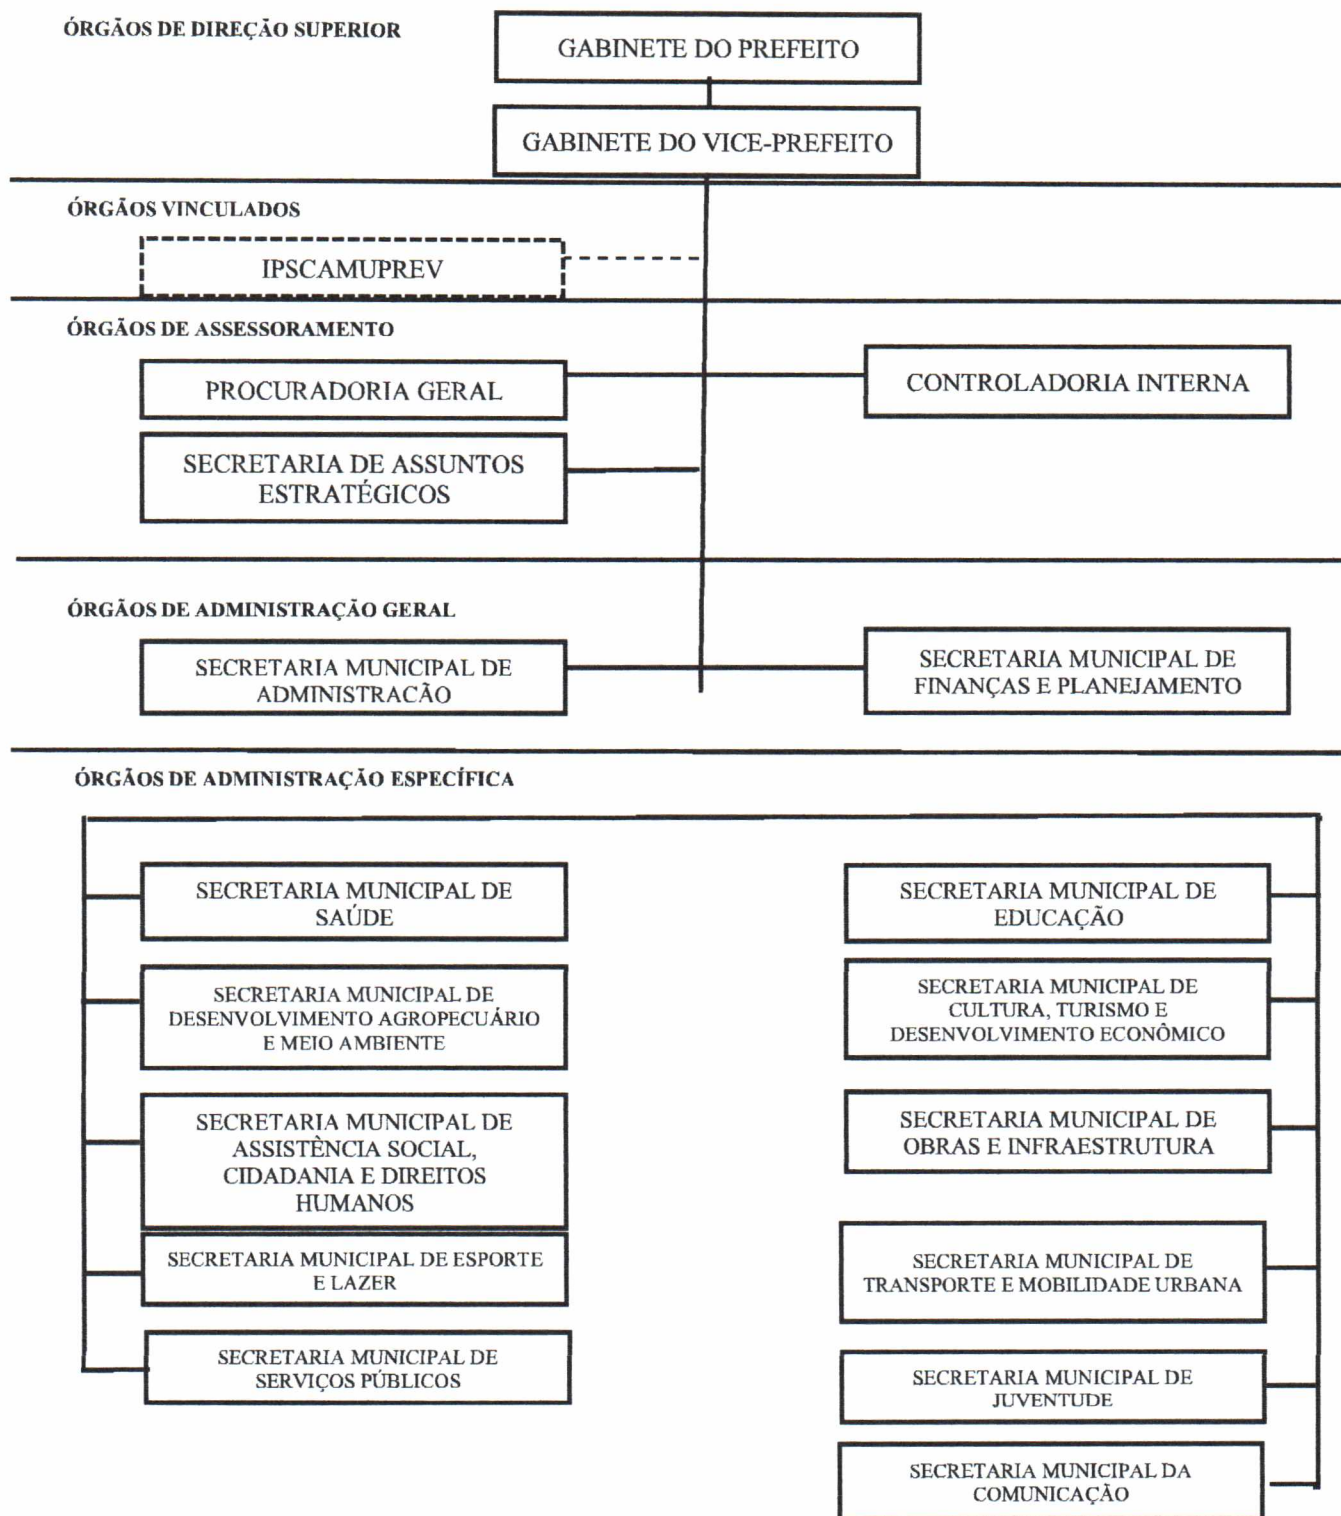 ÓRGÃOS DE DIREÇÃO SUPERIOR
GABINETE DO PREFEITO
GABINETE DO VICE-PREFEITO
ÓRGÃOS VINCULADOS
IPSCAMUPREV
ÓRGÃOS DE ASSESSORAMENTO
PROCURADORIA GERAL
CONTROLADORIA INTERNA
SECRETARIA DE ASSUNTOS
ESTRATÉGICOS
ÓRGÃOS DE ADMINISTRAÇÃO GERAL
SECRETARIA MUNICIPAL DE
ADMINISTRACÃO
SECRETARIA MUNICIPAL DE
FINANÇAS E PLANEJAMENTO
ÓRGÃOS DE ADMINISTRAÇÃO ESPECÍFICA
SECRETARIA MUNICIPAL DE
SAÚDE
SECRETARIA MUNICIPAL DE
EDUCAÇÃO
SECRETARIA MUNICIPAL DE
DESENVOLVIMENTO AGROPECUÁRIO
E MEIO AMBIENTE
SECRETARIA MUNICIPAL DE
CULTURA, TURISMO E
DESENVOLVIMENTO ECONÔMICO
SECRETARIA MUNICIPAL DE
ASSISTÊNCIA SOCIAL,
CIDADANIA E DIREITOS
HUMANOS
SECRETARIA MUNICIPAL DE
OBRAS E INFRAESTRUTURA
SECRETARIA MUNICIPAL DE ESPORTE
E LAZER
SECRETARIA MUNICIPAL DE
TRANSPORTE E MOBILIDADE URBANA
SECRETARIA MUNICIPAL DE
SERVIÇOS PÚBLICOS
SECRETARIA MUNICIPAL DE
JUVENTUDE
SECRETARIA MUNICIPAL DA
COMUNICAÇÃO